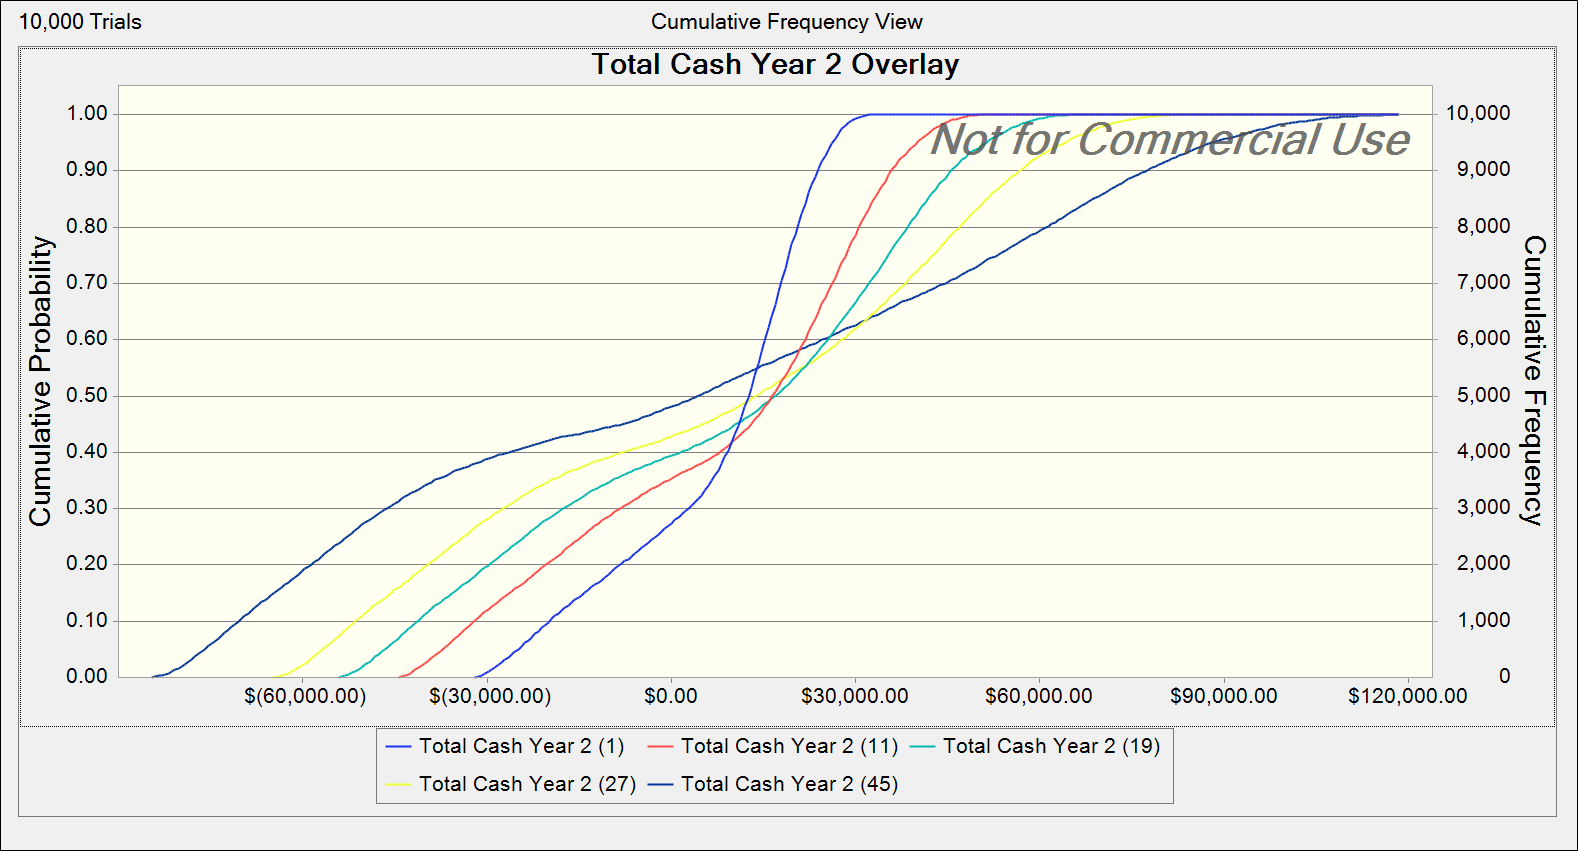 10,000 Trials
Cumulative Frequency View
Total Cash Year 2 Overlay
Not for Commercial Use
Cumulative Probability
1.00
0.90
0.80
0.70
0.60
0.50
0.40
0.30
0.20
0.10
0.00
10,000
9,000
8,000
7,000
6,000
5,000
4,000
3,000
2,000
1,000
0
Cumulative Frequency
$(60,000.00) $(30,000.00) $0.00 $30,000.00 $60,000.00 $90,000.00 $120,000.00
Total Cash Year 2 (1) Total Cash Year 2 (11) Total Cash Year 2 (19)
Total Cash Year 2 (27) Total Cash Year 2 (45)